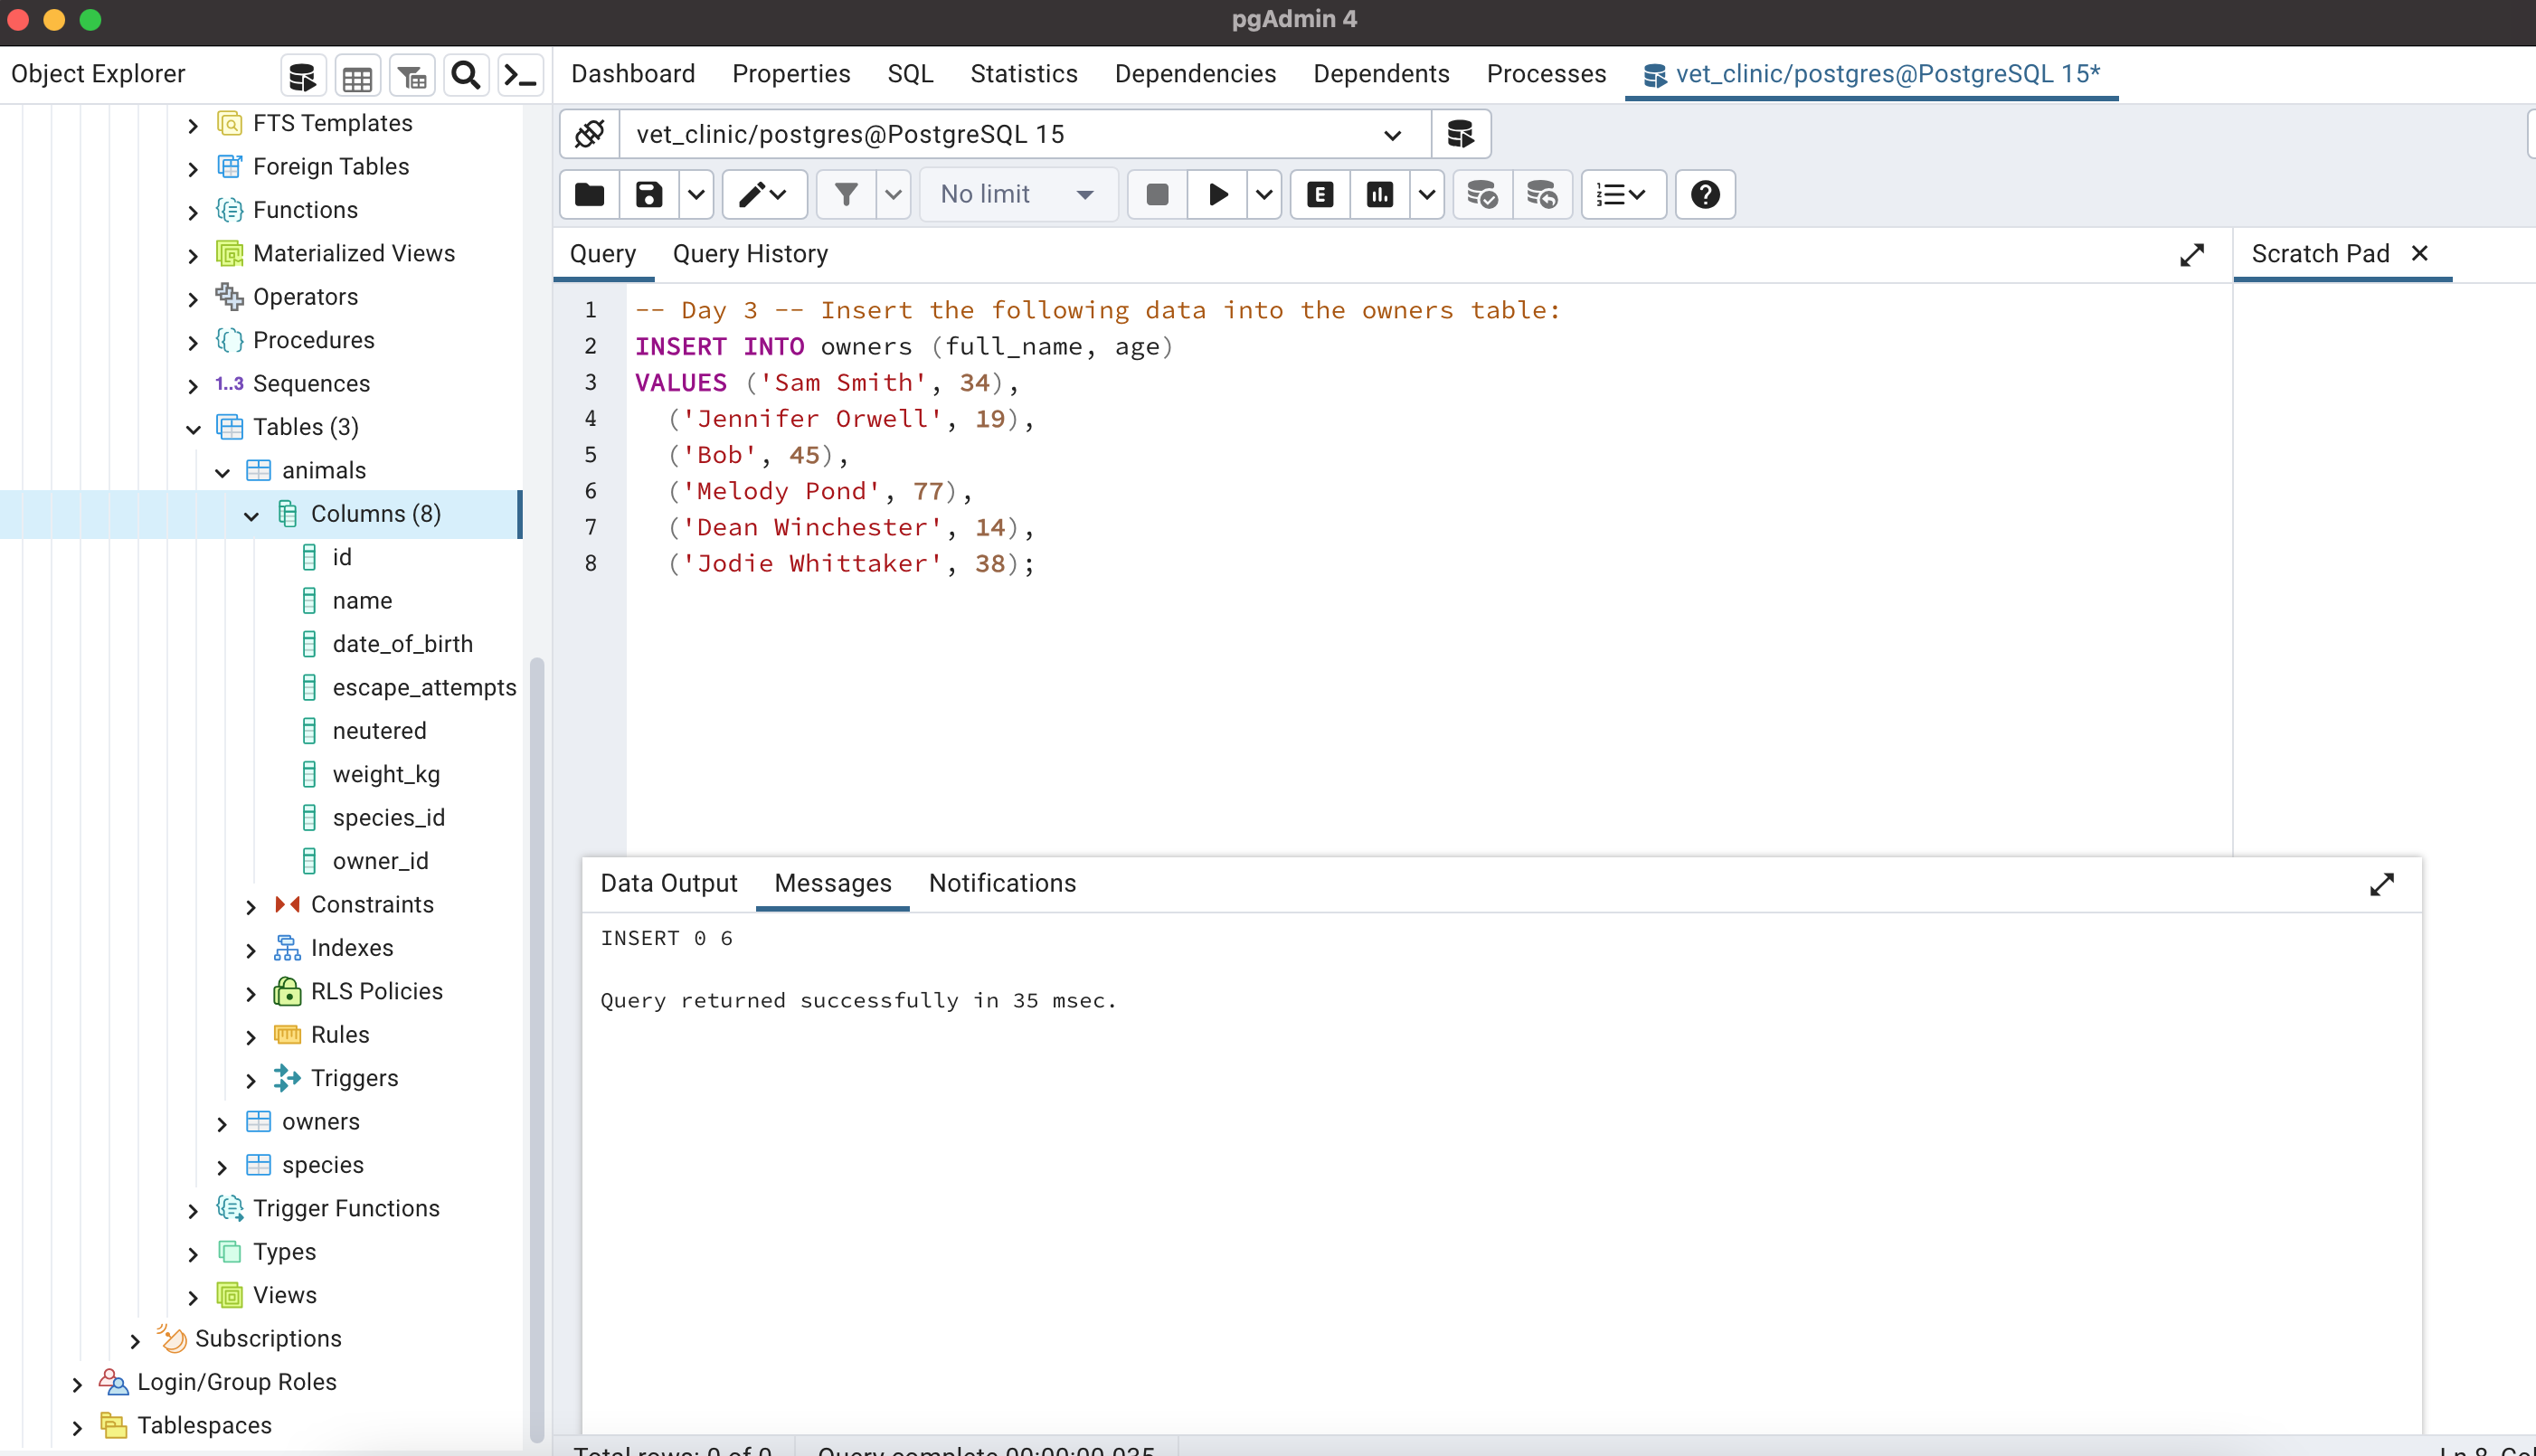 pgAdmin 4
Object Explorer
Dashboard Properties SQL Statistics Dependencies Dependents Processes vet_clinic/postgres@PostgreSQL 15*
FTS Templates
Foreign Tables
Functions
Materialized Views
Operators
Procedures
1..3 Sequences
Tables (3)
animals
Columns (8)
id
name
date_of_birth
escape_attempts
neutered
weight_kg
species_id
owner_id
Constraints
Indexes
RLS Policies
Rules
Triggers
owners
species
Trigger Functions
Types
Views
Subscriptions
Login/Group Roles
Tablespaces
vet_clinic/postgres@PostgreSQL 15
No limit
E
Query Query History
Scratch Pad
1 -- Day 3 -- Insert the following data into the owners table:
2 INSERT INTO owners (full_name, age)
3 VALUES ('Sam Smith', 34),
4 ('Jennifer Orwell', 19),
5 ('Bob', 45),
6 ('Melody Pond', 77),
7 ('Dean Winchester', 14),
8 ('Jodie Whittaker', 38);
Data Output Messages Notifications
INSERT 0 6
Query returned successfully in 35 msec.
Total rows: 0 of 0 Query complete 00:00:00.035
Ln 8,